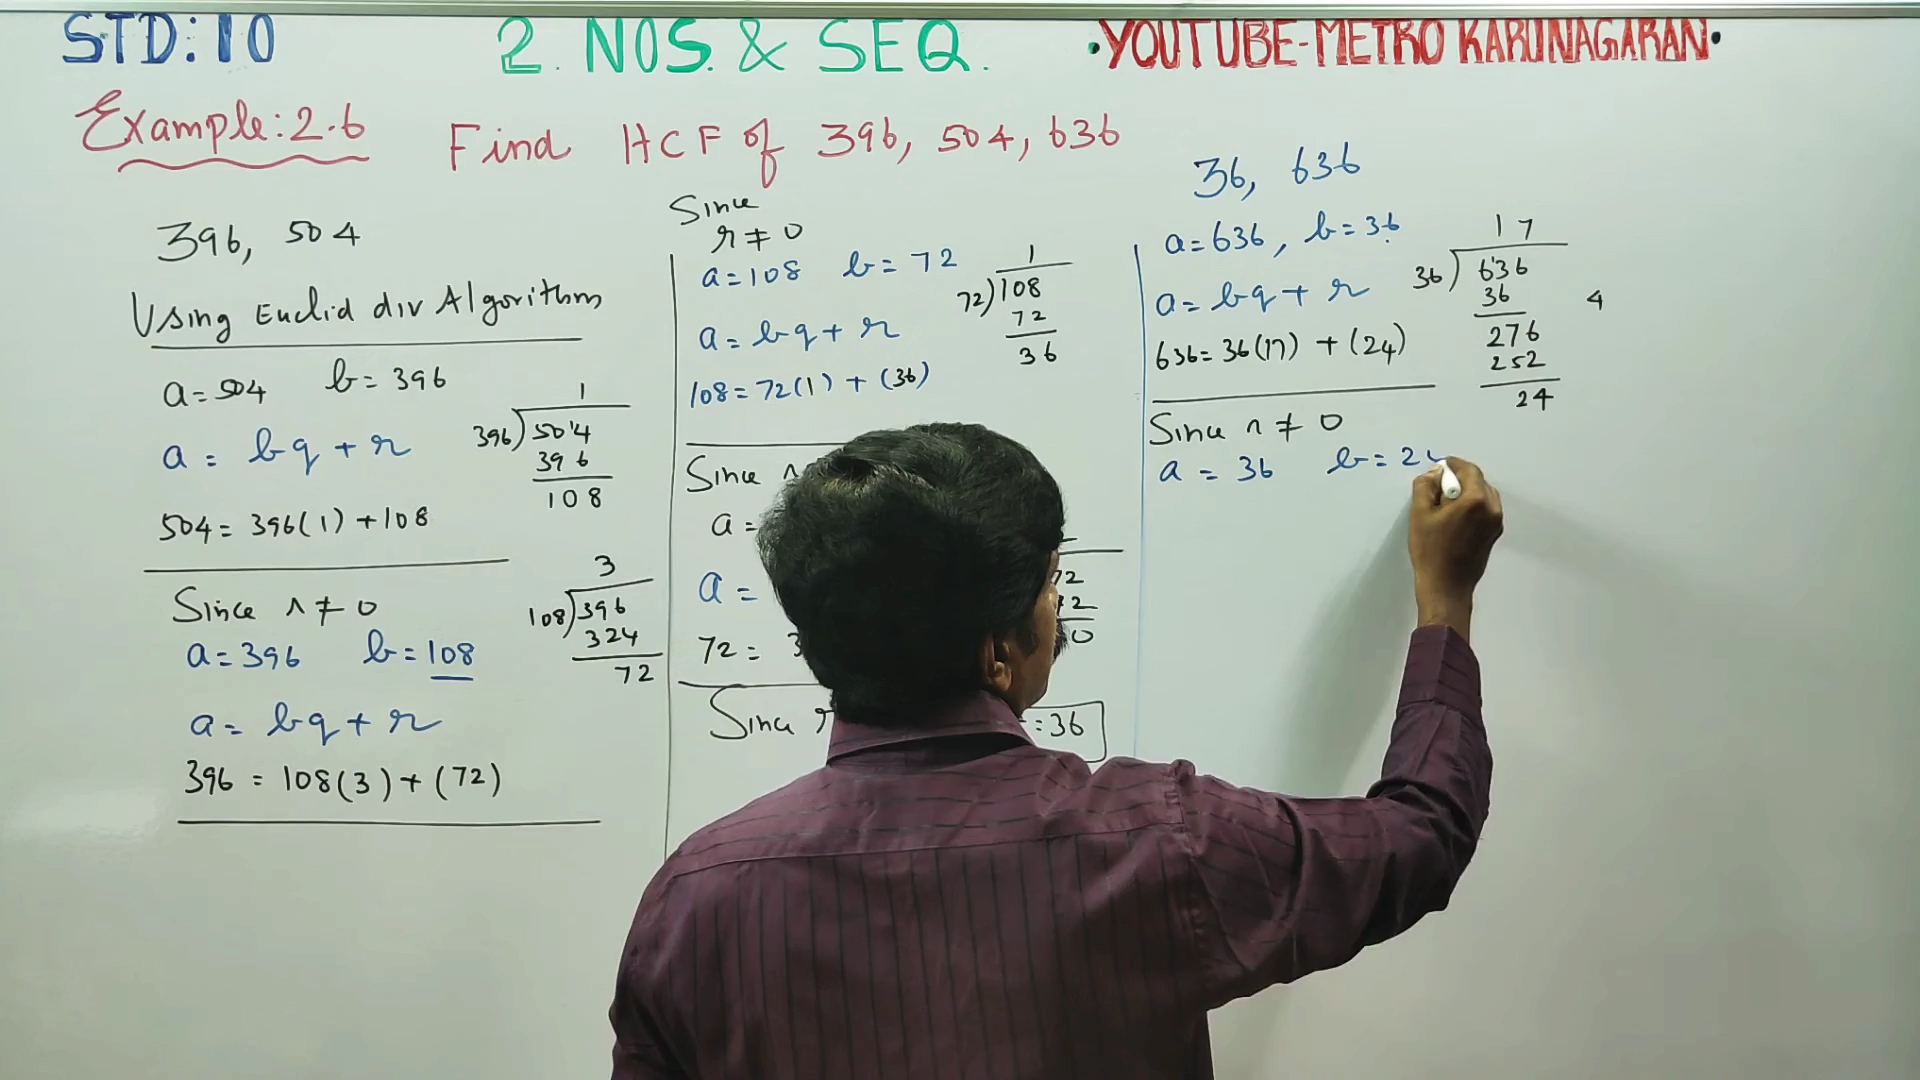 STD: 10
2. NOS. & SEQ.
•YOUTUBE-METRO KARUNAGARAN•
Example: 2.6
Find HCF of 396, 504, 636
396, 504
Using Euclid div Algorithm
a = 504 b = 396
a = bq + r
504 = 396(1) + 108
1
396)504
396
108
Since r ≠ 0
a = 396 b = 108
a = bq + r
396 = 108(3) + (72)
3
108)396
324
72
Since
r ≠ 0
a = 108 b = 72
a = bq + r
108 = 72(1) + (36)
1
72)108
72
36
Since
a =
a =
72 =
72
0
Since
=36
36, 636
a = 636, b = 36
a = bq + r
636 = 36(17) + (24)
17
36)636
36
276
252
24
4
Since r ≠ 0
a = 36 b = 24